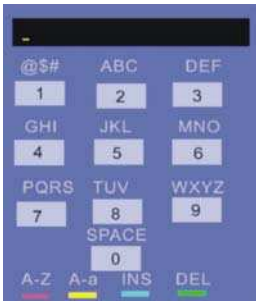 @$# ABC DEF
1 2 3
GHI JKL MNO
4 5 6
PQRS TUV WXYZ
7 8 9
SPACE
0
A-Z A-a INS DEL